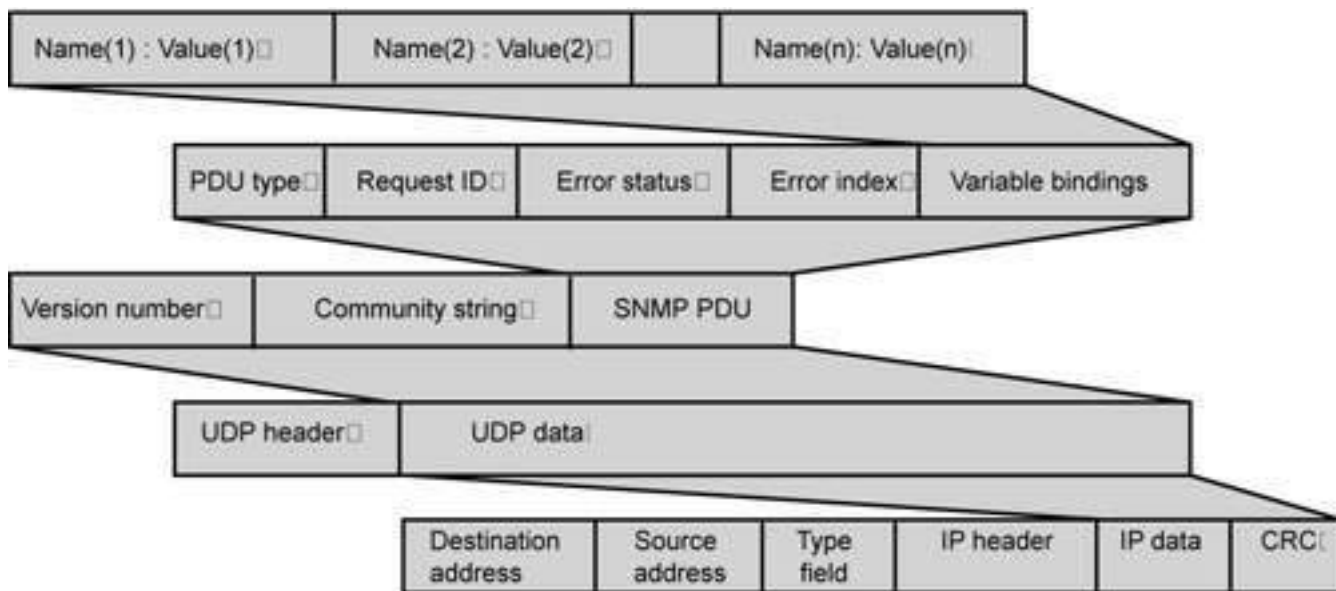 Name(1) : Value(1)
Name(2) : Value(2)
Name(n): Value(n)
PDU type
Request ID
Error status
Error index
Variable bindings
Version number
Community string
SNMP PDU
UDP header
UDP data
Destination
address
Source
address
Type
field
IP header
IP data
CRC